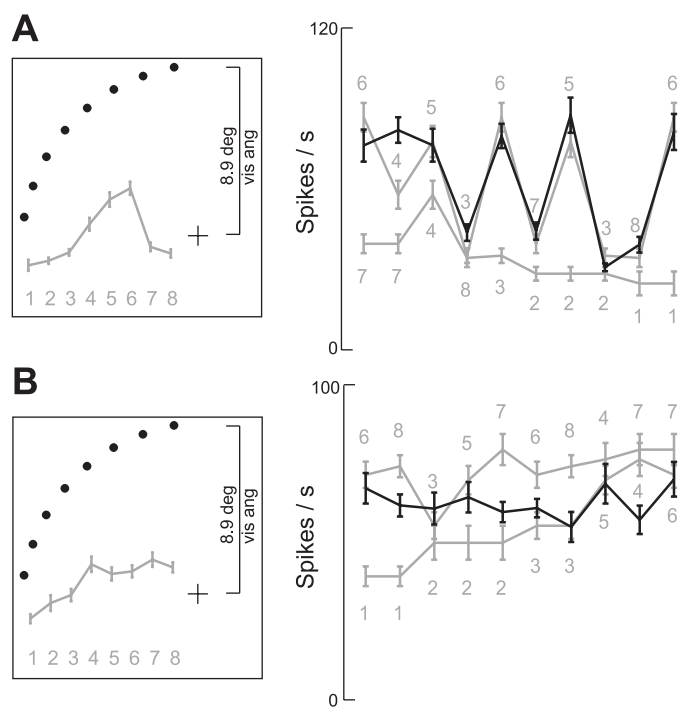 A
8.9 deg
vis ang
1 2 3 4 5 6 7 8
Spikes / s
120
0
6 4 5 3 6 7 5 3 8 6
7 7 4 8 3 2 2 2 1 1
B
8.9 deg
vis ang
1 2 3 4 5 6 7 8
Spikes / s
100
0
6 8 3 5 7 6 8 4 7 7
1 1 2 2 2 3 3 5 4 6